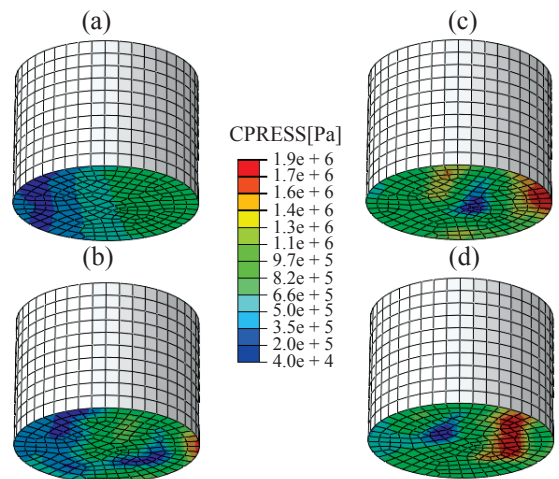 (a)
(c)
CPRESS[Pa]
1.9e + 6
1.7e + 6
1.6e + 6
1.4e + 6
1.3e + 6
1.1e + 6
9.7e + 5
8.2e + 5
6.6e + 5
5.0e + 5
3.5e + 5
2.0e + 5
4.0e + 4
(b)
(d)